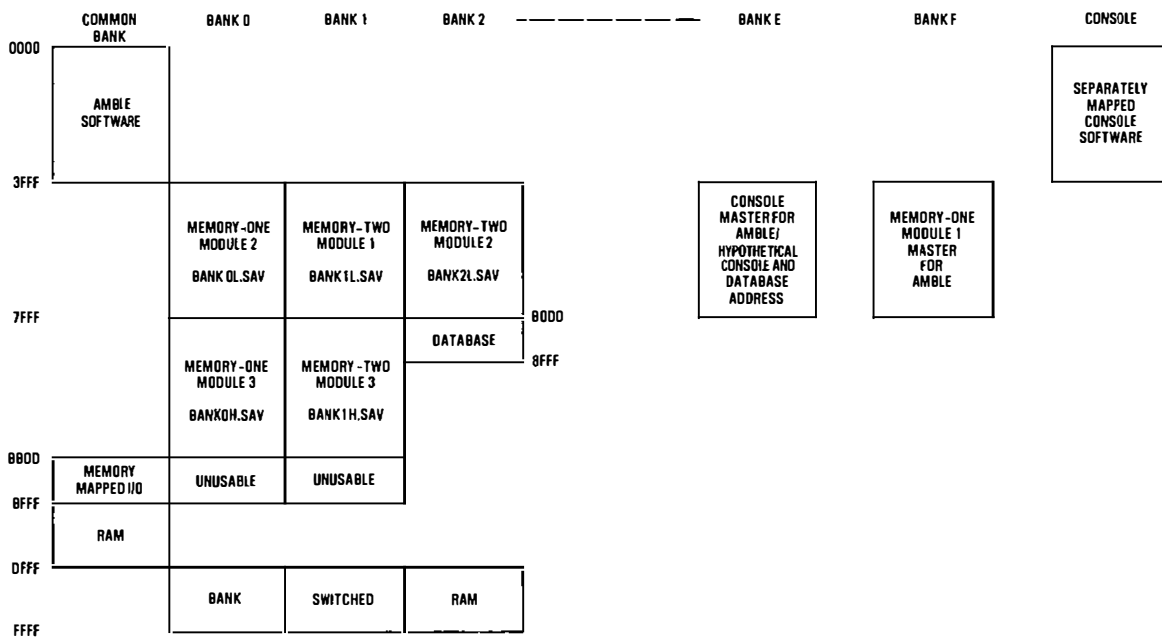 COMMON BANK
BANK 0
BANK 1
BANK 2
BANK E
BANK F
CONSOLE
0000
AMBLE
SOFTWARE
SEPARATELY
MAPPED
CONSOLE
SOFTWARE
3FFF
MEMORY-ONE
MODULE 2
BANK0L.SAV
MEMORY-TWO
MODULE 1
BANK1L.SAV
MEMORY-TWO
MODULE 2
BANK2L.SAV
CONSOLE
MASTER FOR
AMBLE/
HYPOTHETICAL
CONSOLE AND
DATABASE
ADDRESS
MEMORY-ONE
MODULE 1
MASTER
FOR
AMBLE
7FFF
8000
DATABASE
8FFF
MEMORY-ONE
MODULE 3
BANK0H.SAV
MEMORY-TWO
MODULE 3
BANK1H.SAV
BB00
MEMORY
MAPPED I/O
UNUSABLE
UNUSABLE
BFFF
RAM
DFFF
BANK
SWITCHED
RAM
FFFF